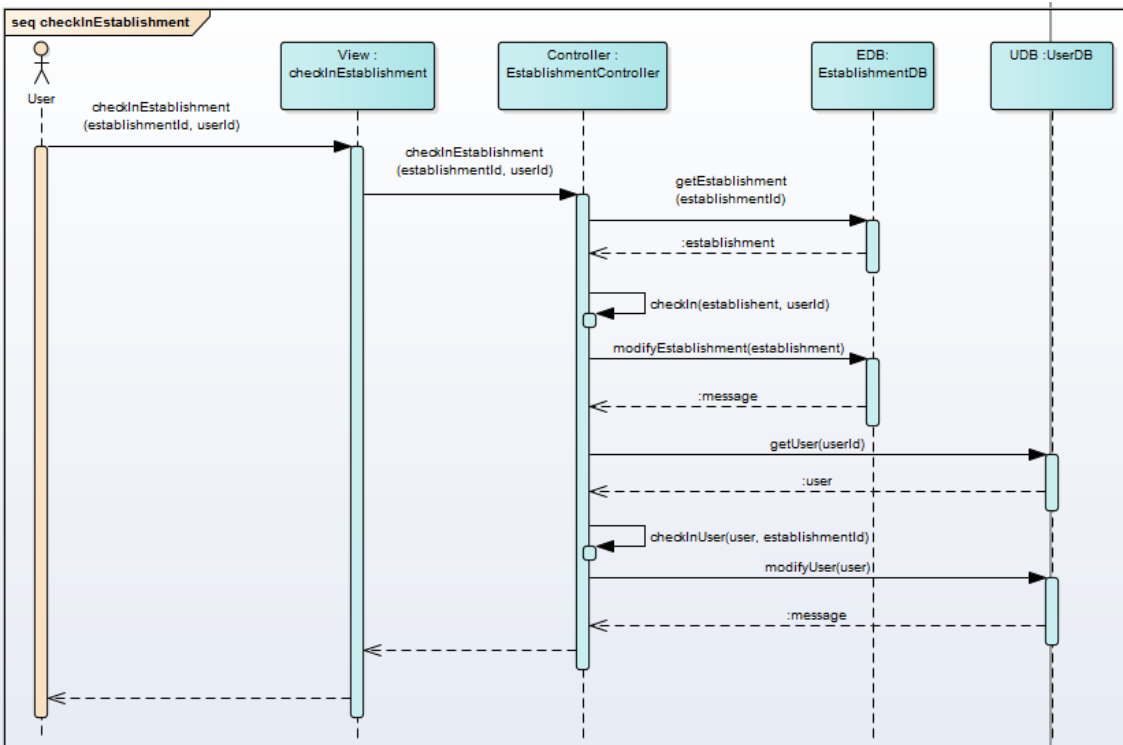 seq checkInEstablishment
User
View :
checkInEstablishment
Controller :
EstablishmentController
EDB:
EstablishmentDB
UDB :UserDB
checkInEstablishment
(establishmentId, userId)
checkInEstablishment
(establishmentId, userId)
getEstablishment
(establishmentId)
:establishment
checkIn(establishent, userId)
modifyEstablishment(establishment)
:message
getUser(userId)
:user
checkInUser(user, establishmentId)
modifyUser(user)
:message